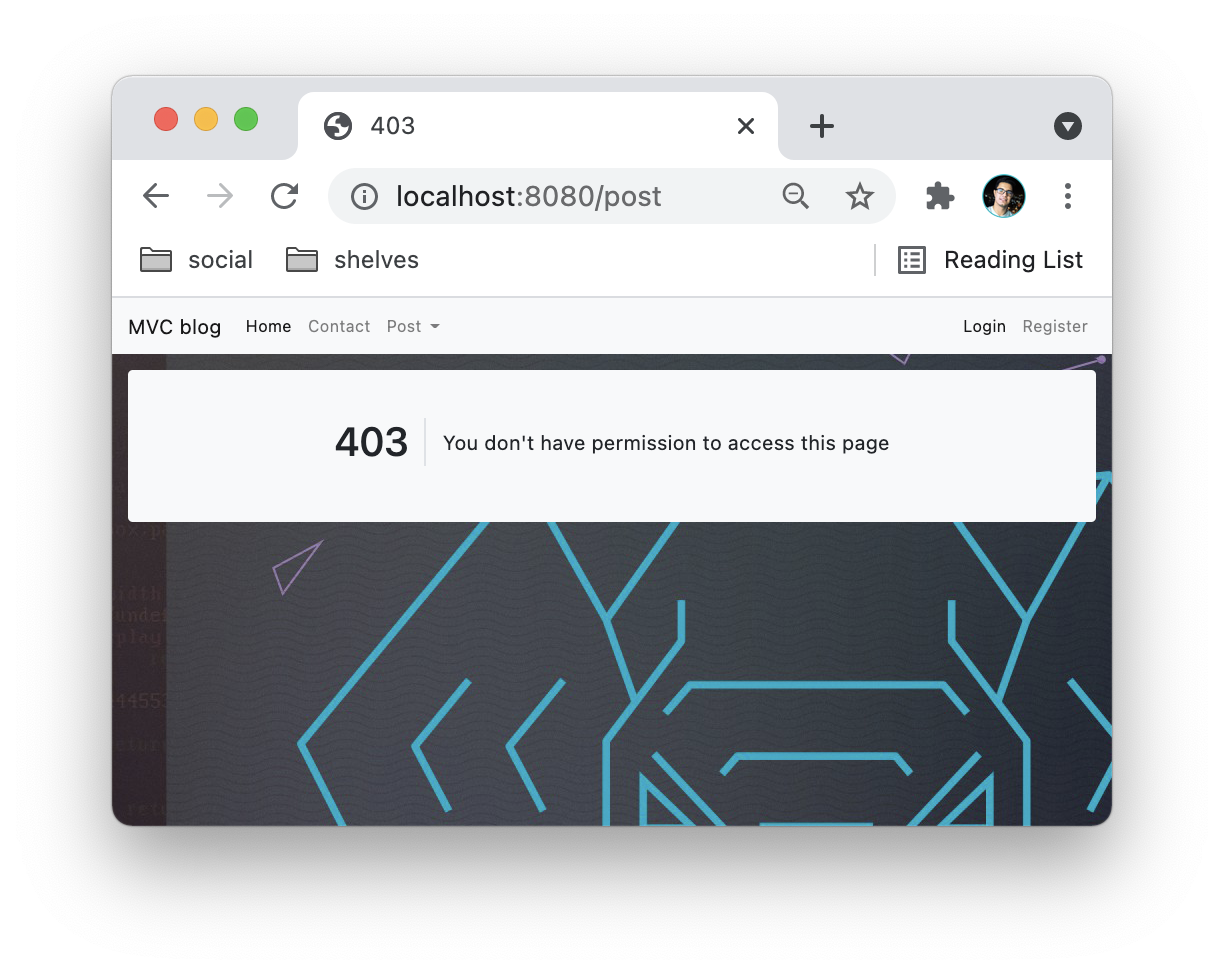 403
localhost:8080/post
social shelves Reading List
MVC blog Home Contact Post Login Register
403 You don't have permission to access this page
width